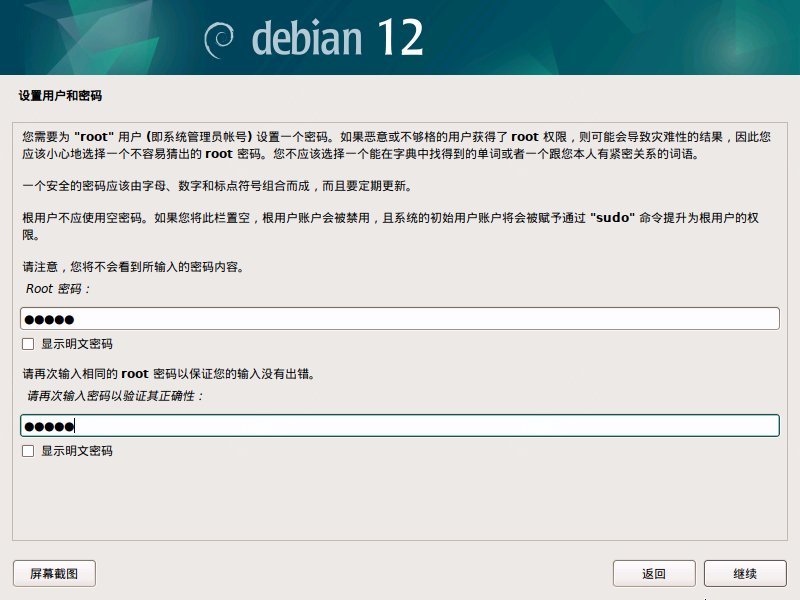 debian 12
设置用户和密码
您需要为 "root" 用户 (即系统管理员帐号) 设置一个密码。如果恶意或不够格的用户获得了 root 权限，则可能会导致灾难性的结果，因此您
应该小心地选择一个不容易猜出的 root 密码。您不应该选择一个能在字典中找得到的单词或者一个跟您本人有紧密关系的词语。
一个安全的密码应该由字母、数字和标点符号组合而成，而且要定期更新。
根用户不应使用空密码。如果您将此栏置空，根用户账户会被禁用，且系统的初始用户账户将会被赋予通过 "sudo" 命令提升为根用户的权
限。
请注意，您将不会看到所输入的密码内容。
Root 密码：
●●●●●
显示明文密码
请再次输入相同的 root 密码以保证您的输入没有出错。
请再次输入密码以验证其正确性：
●●●●●
显示明文密码
屏幕截图
返回
继续